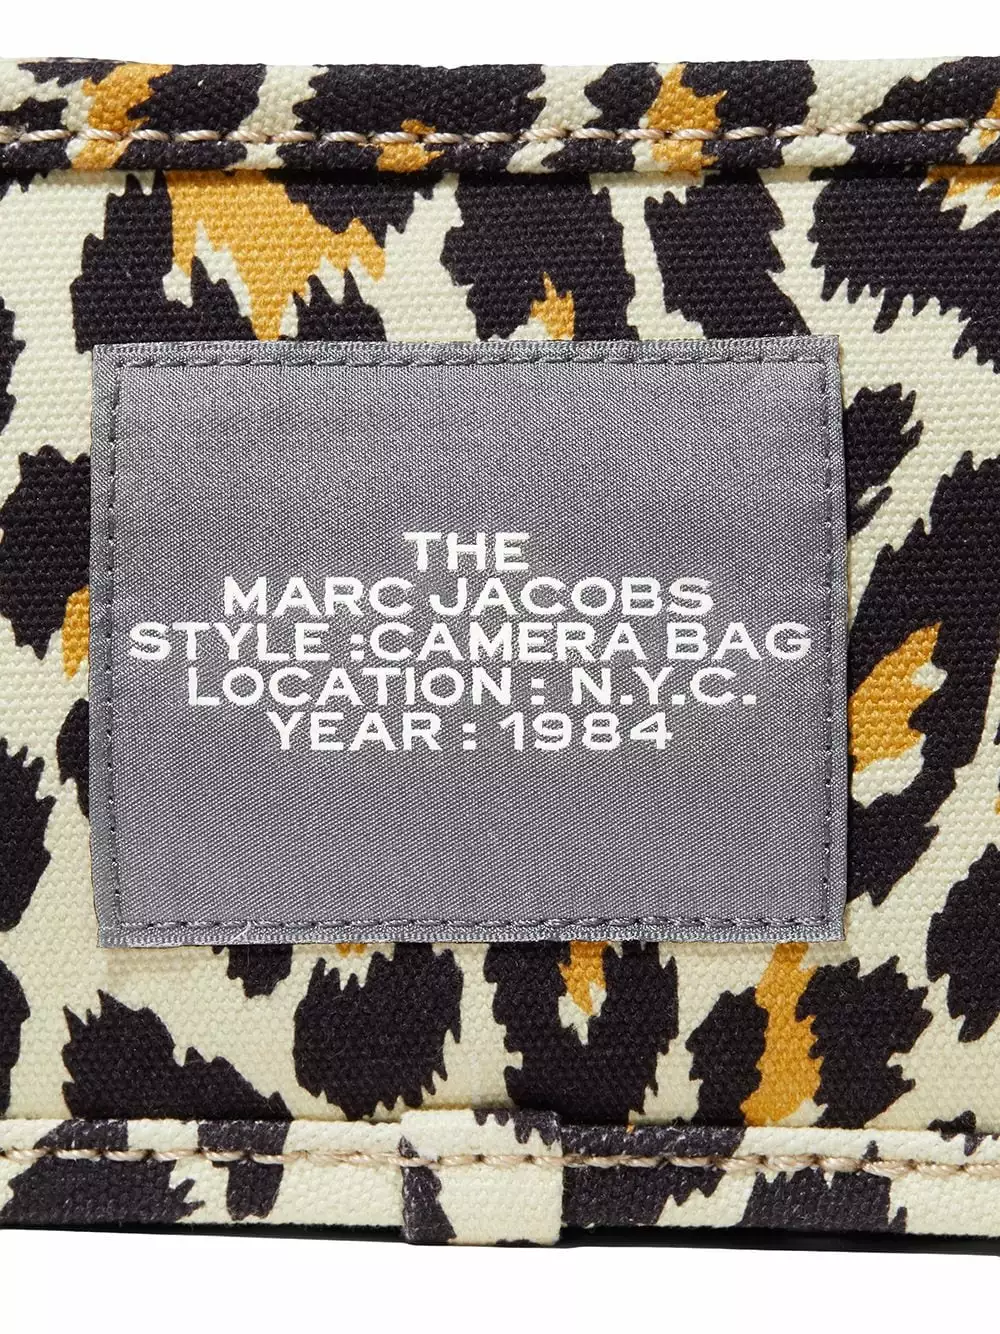 THE
MARC JACOBS
STYLE :CAMERA BAG
LOCATION : N.Y.C.
YEAR : 1984